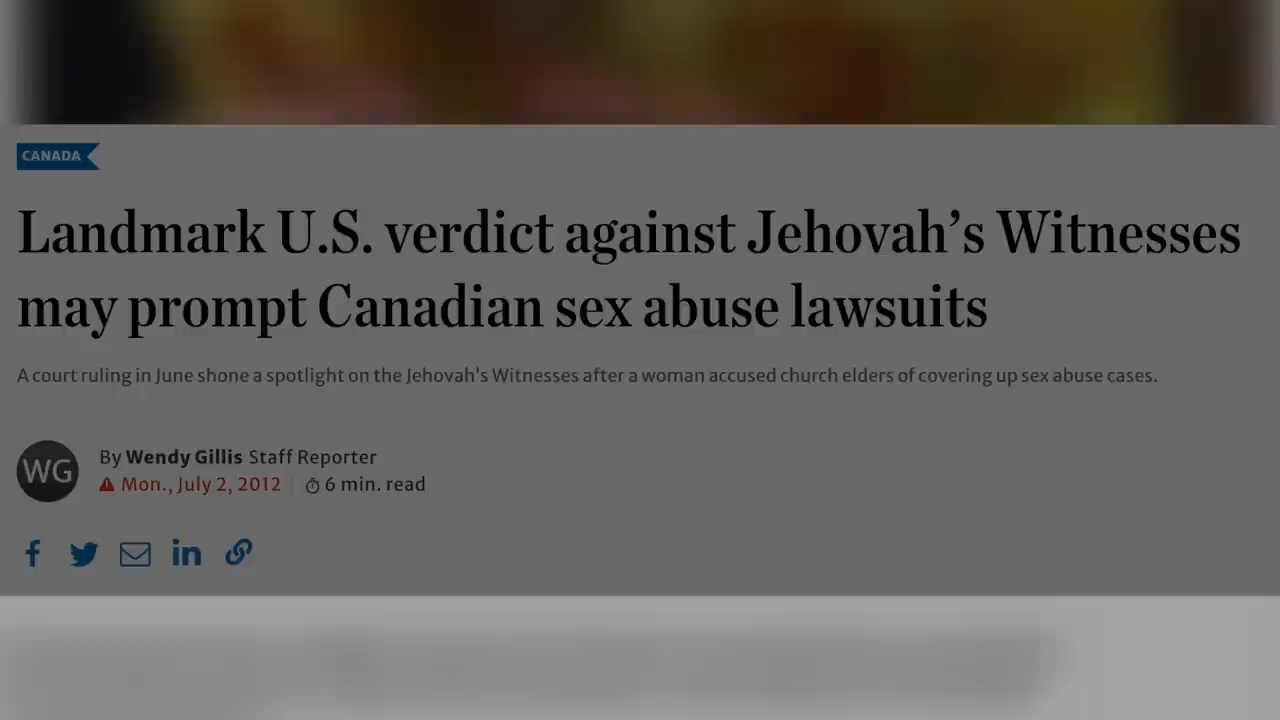 CANADA
Landmark U.S. verdict against Jehovah’s Witnesses
may prompt Canadian sex abuse lawsuits
A court ruling in June shone a spotlight on the Jehovah's Witnesses after a woman accused church elders of covering up sex abuse cases.
WG
By Wendy Gillis Staff Reporter
Mon., July 2, 2012 6 min. read